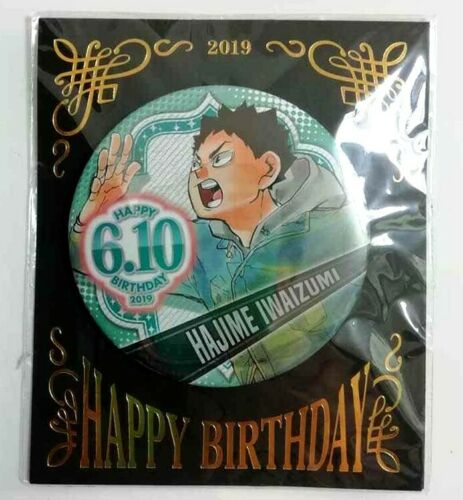 2019
HAPPY
6.10
BIRTHDAY
2019
HAJIME IWAIZUMI
HAPPY BIRTHDAY